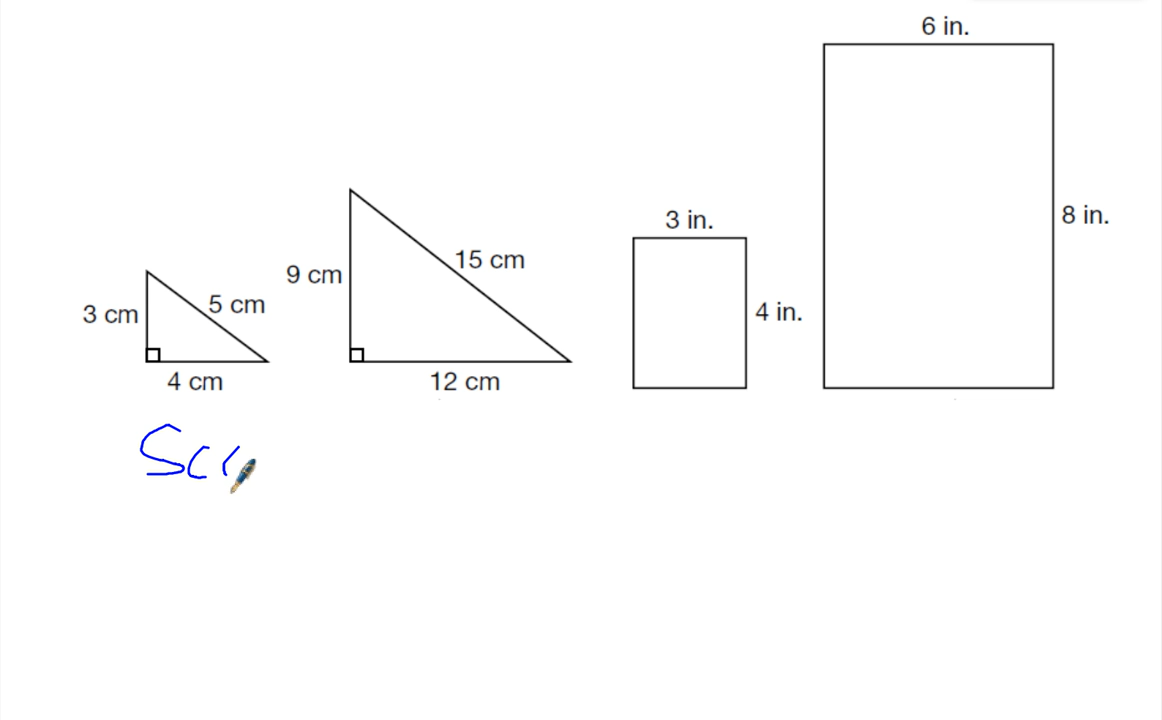 6 in.
3 in.
8 in.
15 cm
9 cm
5 cm
3 cm
4 in.
4 cm
12 cm